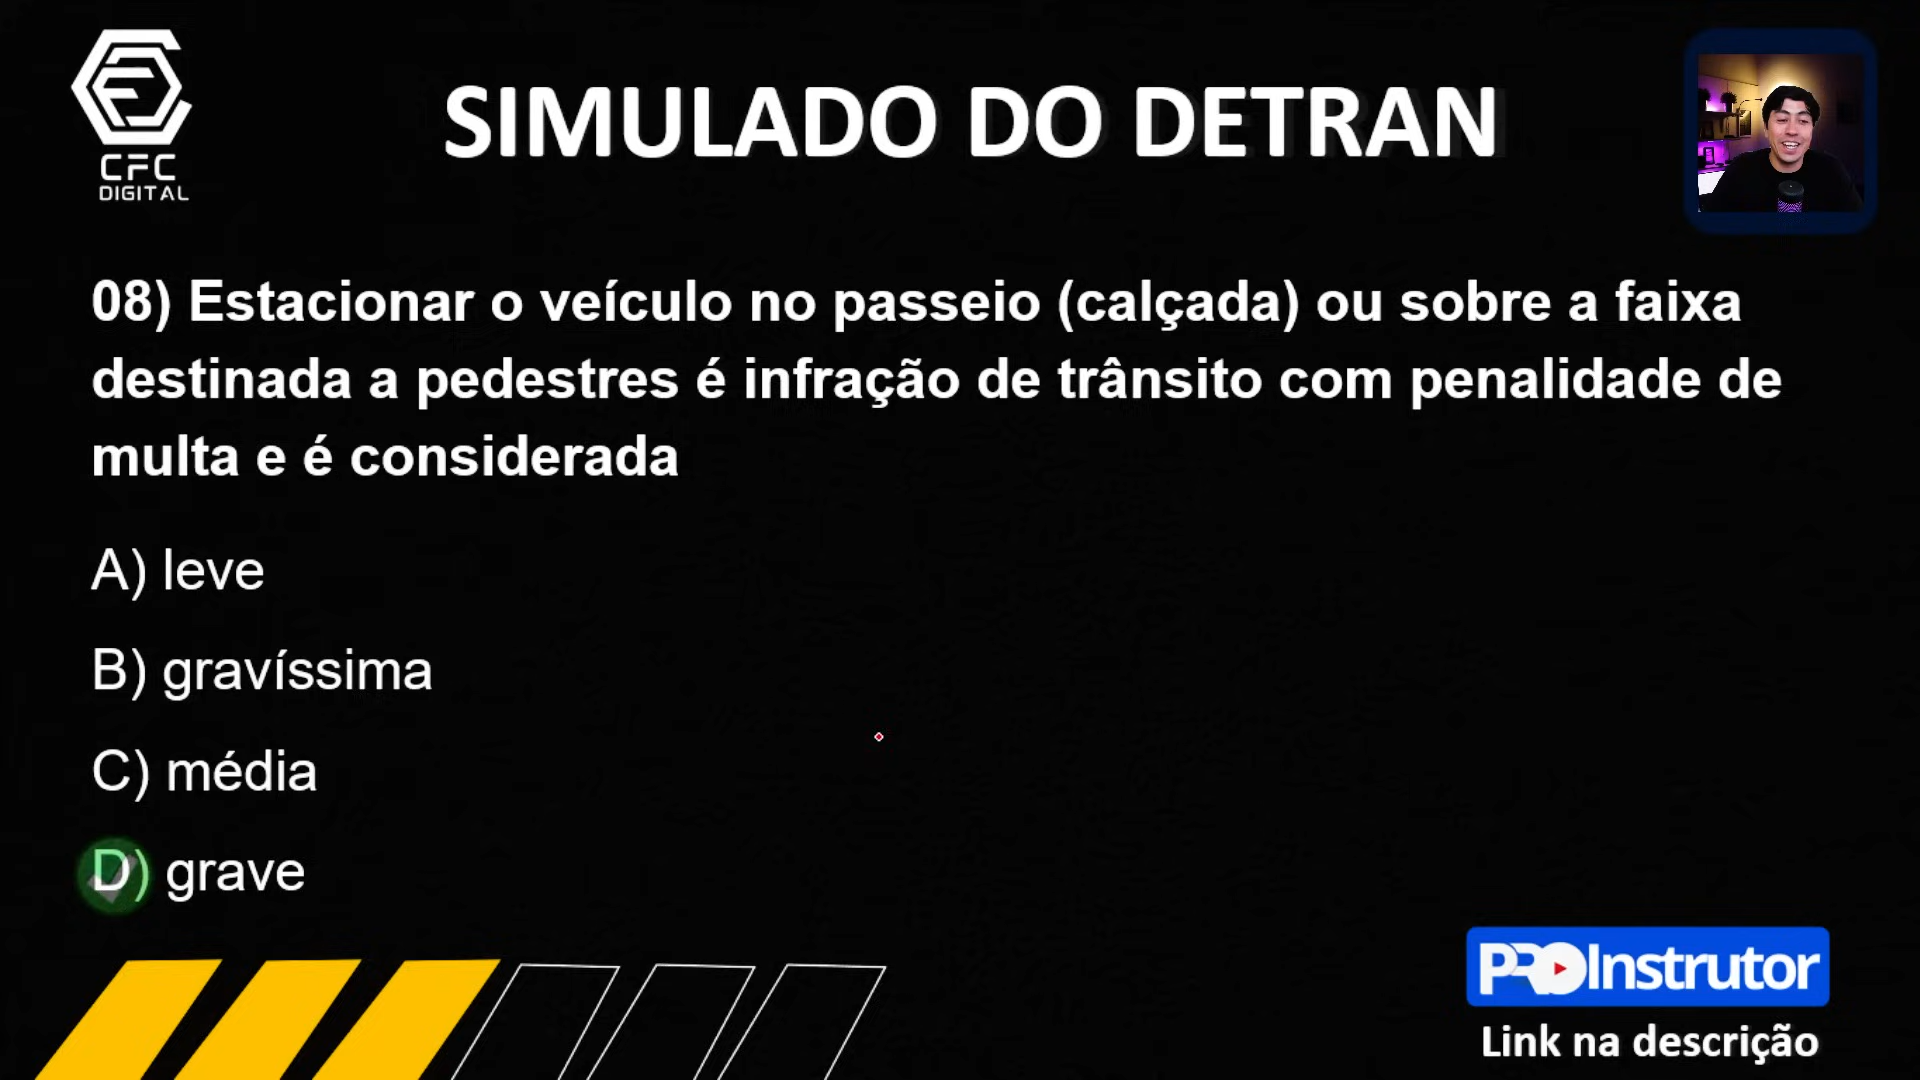 CFC
DIGITAL
SIMULADO DO DETRAN
08) Estacionar o veículo no passeio (calçada) ou sobre a faixa
destinada a pedestres é infração de trânsito com penalidade de
multa e é considerada
A) leve
B) gravíssima
C) média
D) grave
PROInstrutor
Link na descrição